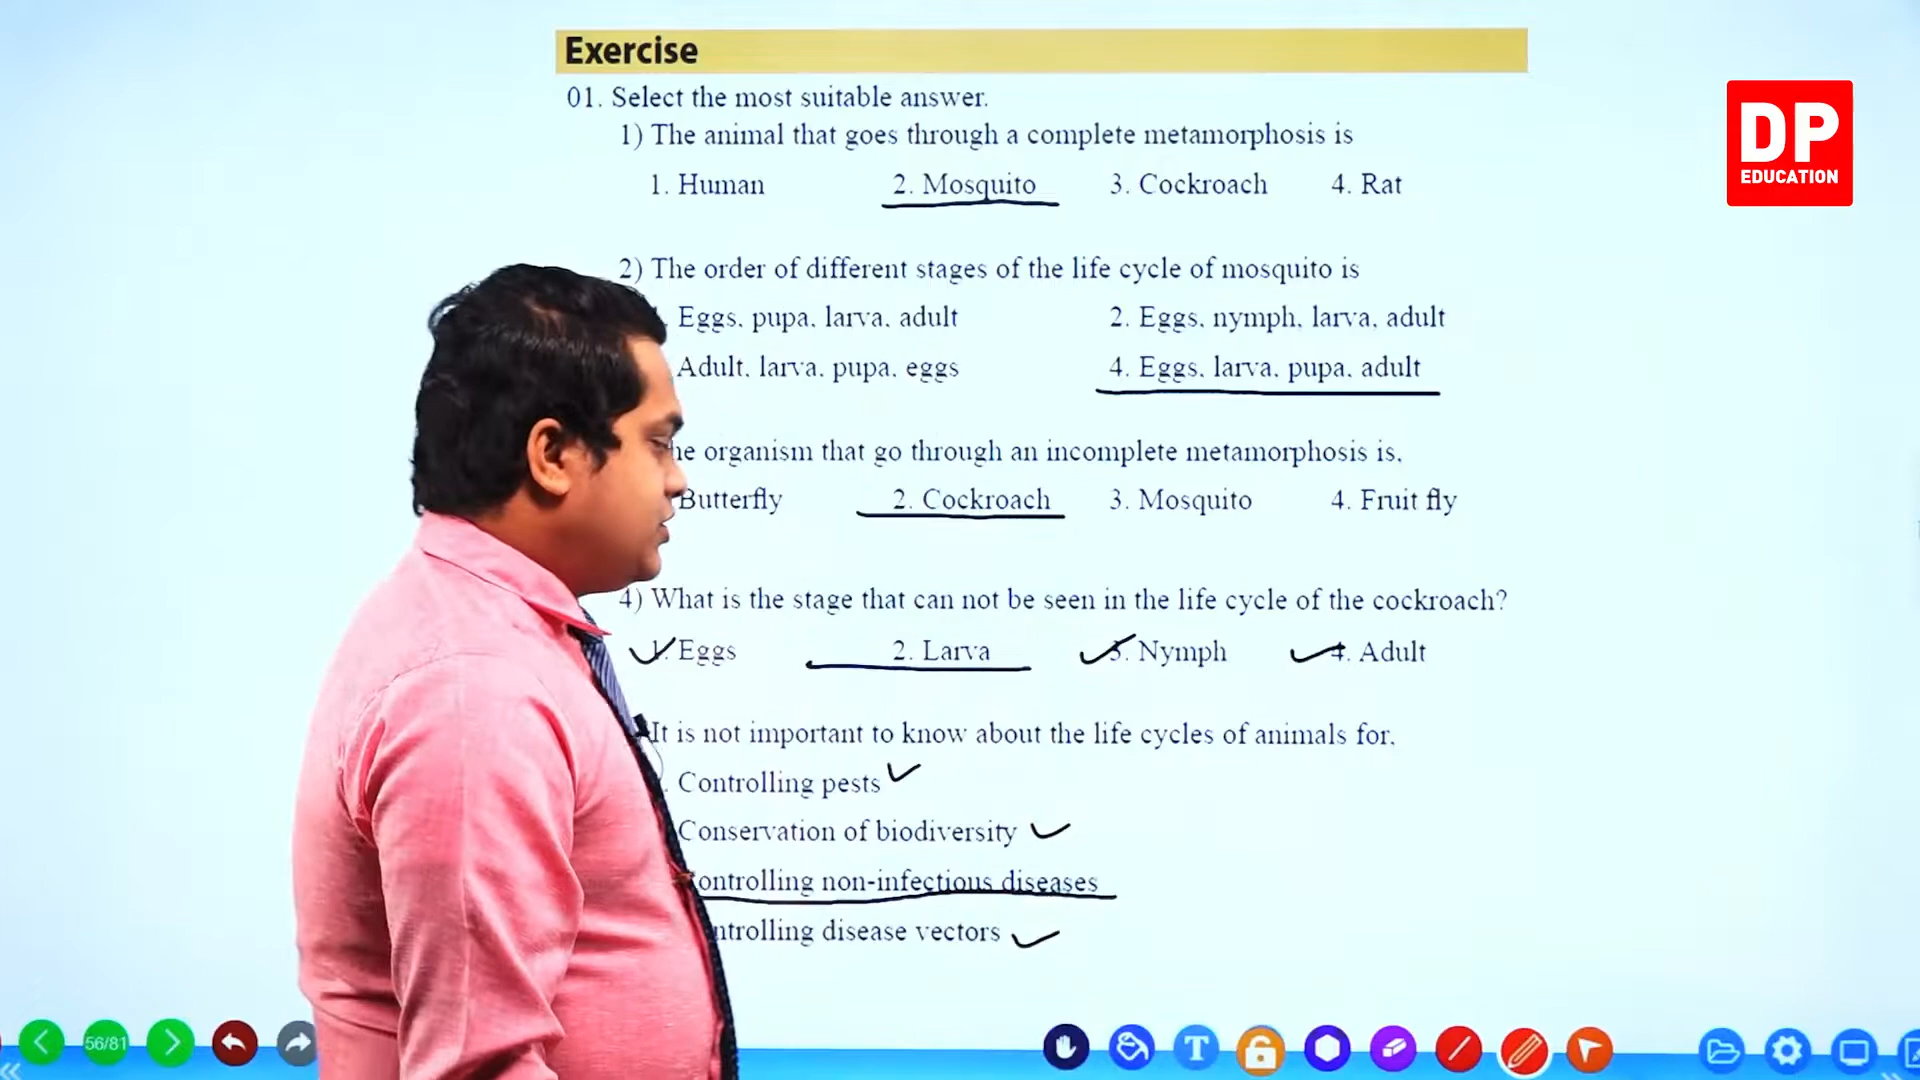 Exercise
01. Select the most suitable answer.
1) The animal that goes through a complete metamorphosis is
1. Human 2. Mosquito 3. Cockroach 4. Rat
DP
EDUCATION
2) The order of different stages of the life cycle of mosquito is
Eggs, pupa, larva, adult 2. Eggs, nymph, larva, adult
Adult, larva, pupa, eggs 4. Eggs, larva, pupa, adult
organism that go through an incomplete metamorphosis is,
Butterfly 2. Cockroach 3. Mosquito 4. Fruit fly
4) What is the stage that can not be seen in the life cycle of the cockroach?
1. Eggs 2. Larva 3. Nymph 4. Adult
It is not important to know about the life cycles of animals for,
Controlling pests
Conservation of biodiversity
ontrolling non-infectious diseases
ntrolling disease vectors
56/81
T